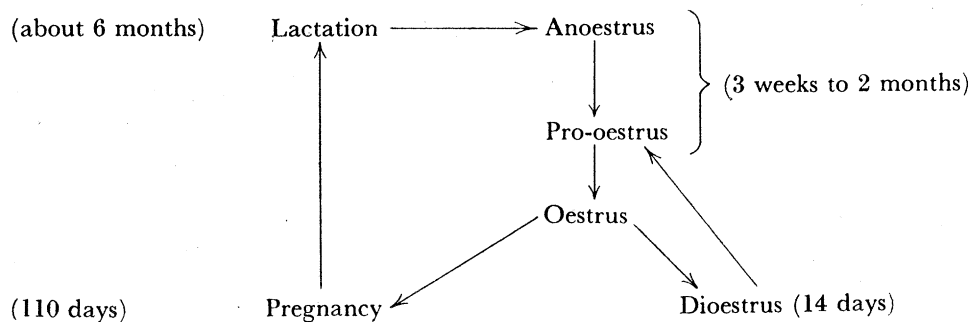 (about 6 months) Lactation Anoestrus
(3 weeks to 2 months)
Pro-oestrus
Oestrus
(110 days) Pregnancy Dioestrus (14 days)